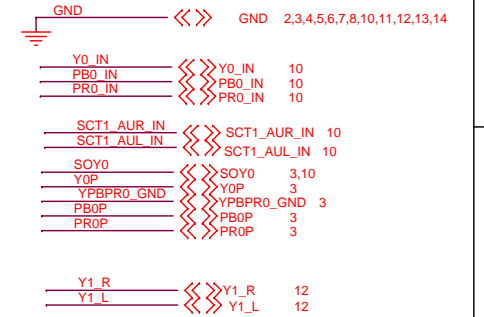 GND GND 2,3,4,5,6,7,8,10,11,12,13,14
Y0_IN Y0_IN 10
PB0_IN PB0_IN 10
PR0_IN PR0_IN 10
SCT1_AUR_IN SCT1_AUR_IN 10
SCT1_AUL_IN SCT1_AUL_IN 10
SOY0 SOY0 3,10
Y0P Y0P 3
YPBPR0_GND YPBPR0_GND 3
PB0P PB0P 3
PR0P PR0P 3
Y1_R Y1_R 12
Y1_L Y1_L 12